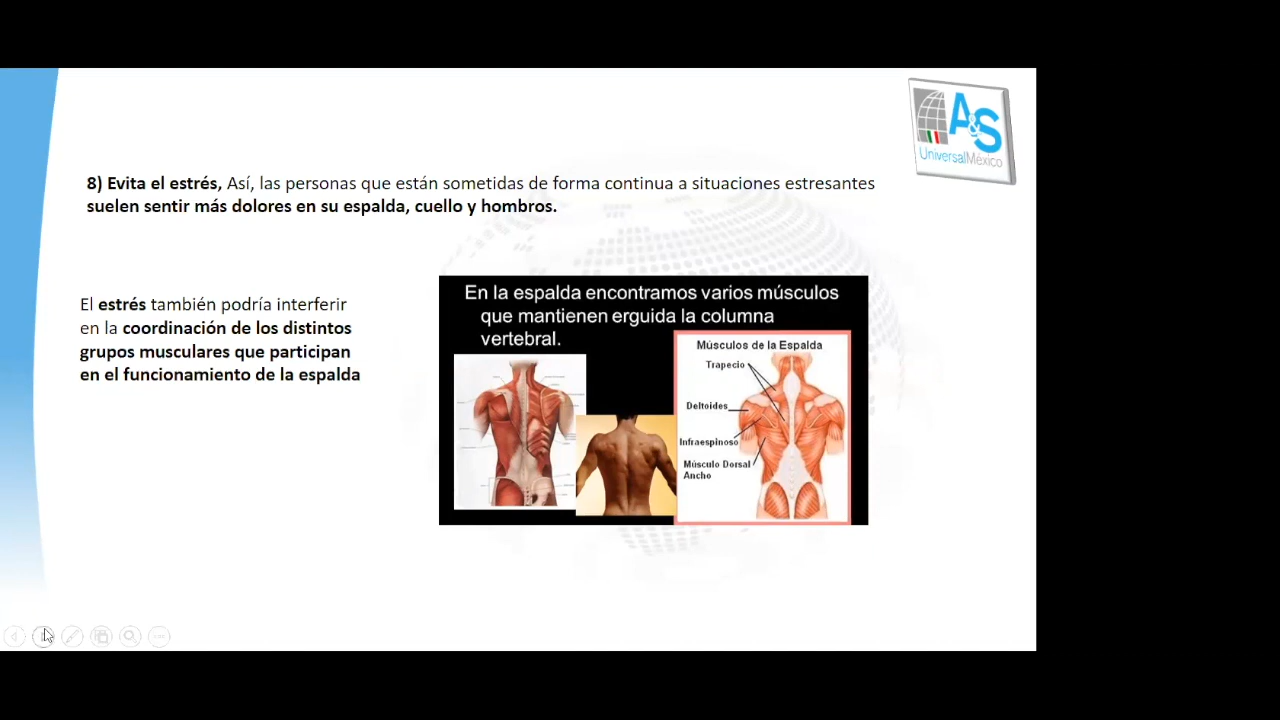 A&S
UniversalMéxico
8) Evita el estrés, Así, las personas que están sometidas de forma continua a situaciones estresantes
suelen sentir más dolores en su espalda, cuello y hombros.
El estrés también podría interferir
en la coordinación de los distintos
grupos musculares que participan
en el funcionamiento de la espalda
En la espalda encontramos varios músculos
que mantienen erguida la columna
vertebral.
Músculos de la Espalda
Trapecio
Deltoides
Infraespinoso
Músculo Dorsal
Ancho